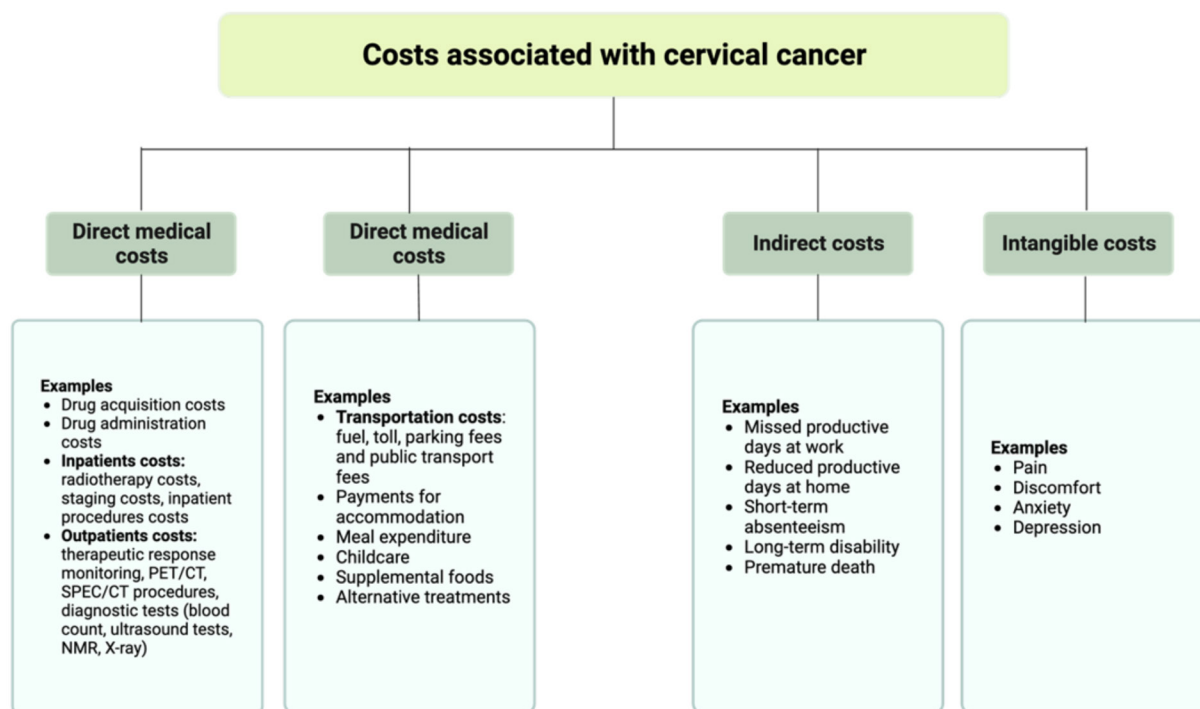 Costs associated with cervical cancer
Direct medical
costs
Examples
• Drug acquisition costs
• Drug administration
costs
• Inpatients costs:
radiotherapy costs,
staging costs, inpatient
procedures costs
• Outpatients costs:
therapeutic response
monitoring, PET/CT,
SPEC/CT procedures,
diagnostic tests (blood
count, ultrasound tests,
NMR, X-ray)
Direct medical
costs
Examples
• Transportation costs:
fuel, toll, parking fees
and public transport
fees
• Payments for
accommodation
• Meal expenditure
• Childcare
• Supplemental foods
• Alternative treatments
Indirect costs
Examples
• Missed productive
days at work
• Reduced productive
days at home
• Short-term
absenteeism
• Long-term disability
• Premature death
Intangible costs
Examples
• Pain
• Discomfort
• Anxiety
• Depression